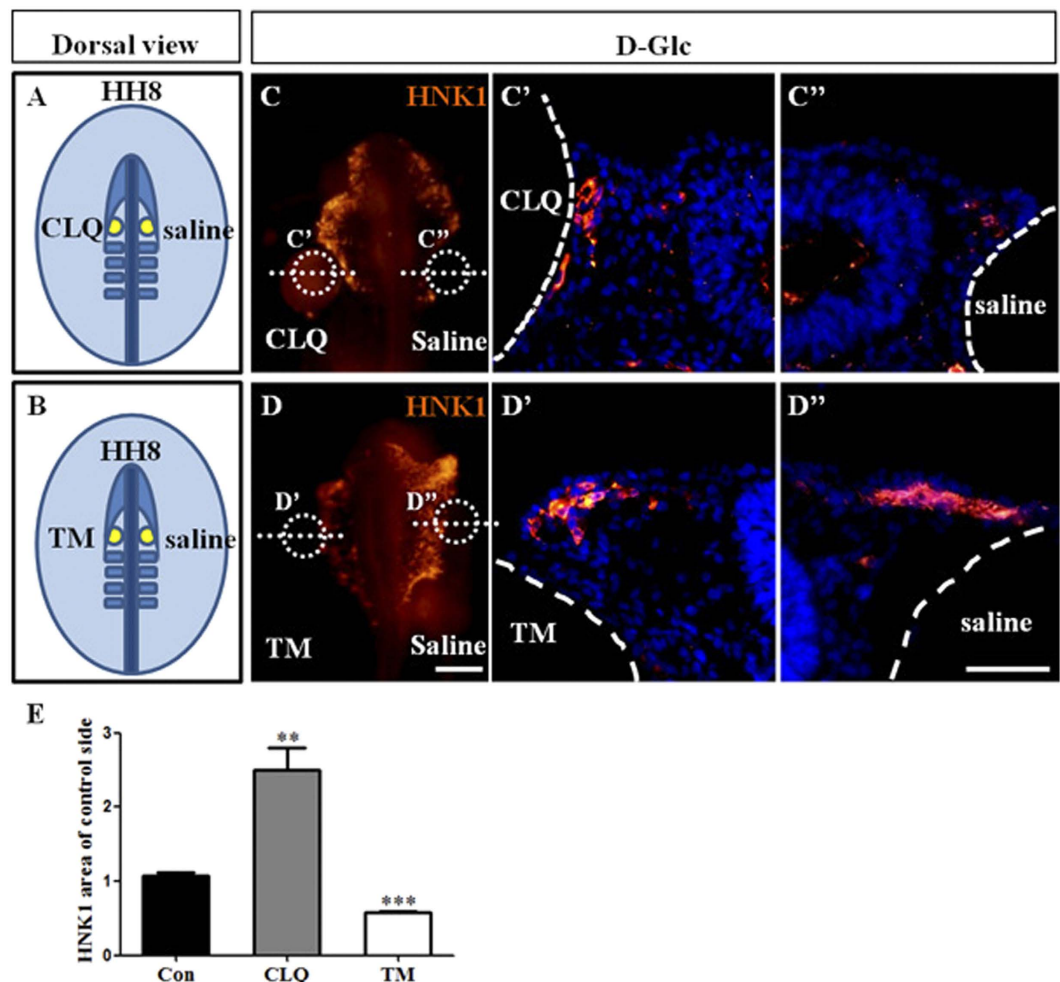 Dorsal view
D-Glc
A
HH8
CLQ
saline
C
HNK1
C'
C''
CLQ
Saline
C'
CLQ
C''
saline
B
HH8
TM
saline
D
HNK1
D'
D''
TM
Saline
D'
TM
D''
saline
E
HNK1 area of control side
3
2
1
0
**
***
Con
CLQ
TM